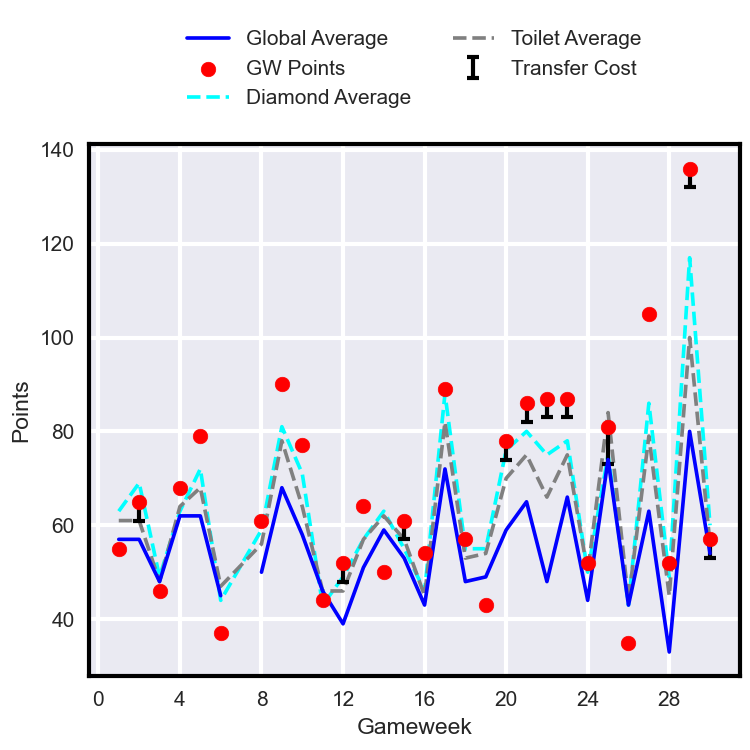 Global Average
GW Points
Diamond Average
Toilet Average
Transfer Cost
140
120
100
80
60
40
Points
0 4 8 12 16 20 24 28
Gameweek